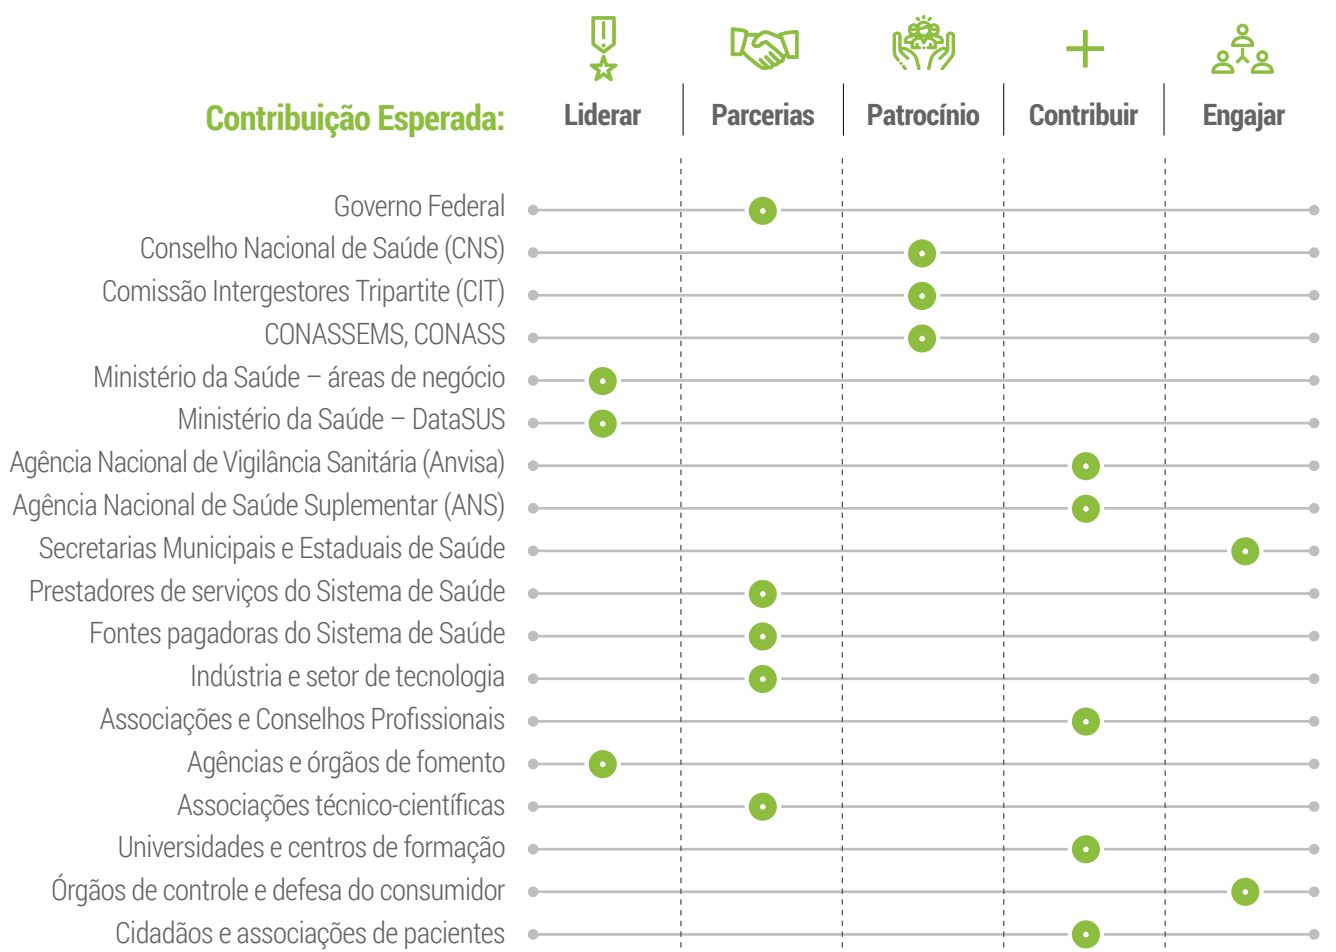 Contribuição Esperada:
Liderar
Parcerias
Patrocínio
Contribuir
Engajar
Governo Federal
Conselho Nacional de Saúde (CNS)
Comissão Intergestores Tripartite (CIT)
CONASSEMS, CONASS
Ministério da Saúde – áreas de negócio
Ministério da Saúde – DataSUS
Agência Nacional de Vigilância Sanitária (Anvisa)
Agência Nacional de Saúde Suplementar (ANS)
Secretarias Municipais e Estaduais de Saúde
Prestadores de serviços do Sistema de Saúde
Fontes pagadoras do Sistema de Saúde
Indústria e setor de tecnologia
Associações e Conselhos Profissionais
Agências e órgãos de fomento
Associações técnico-científicas
Universidades e centros de formação
Órgãos de controle e defesa do consumidor
Cidadãos e associações de pacientes